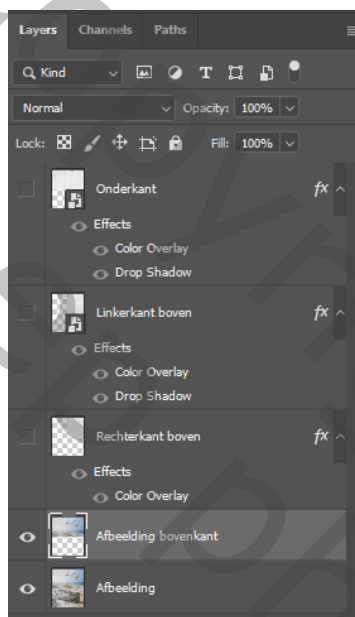 Layers Channels Paths
Kind T
Normal Opacity: 100%
Lock: Fill: 100%
Onderkant fx
Effects
Color Overlay
Drop Shadow
Linkerkant boven fx
Effects
Color Overlay
Drop Shadow
Rechterkant boven fx
Effects
Color Overlay
Afbeelding bovenkant
Afbeelding